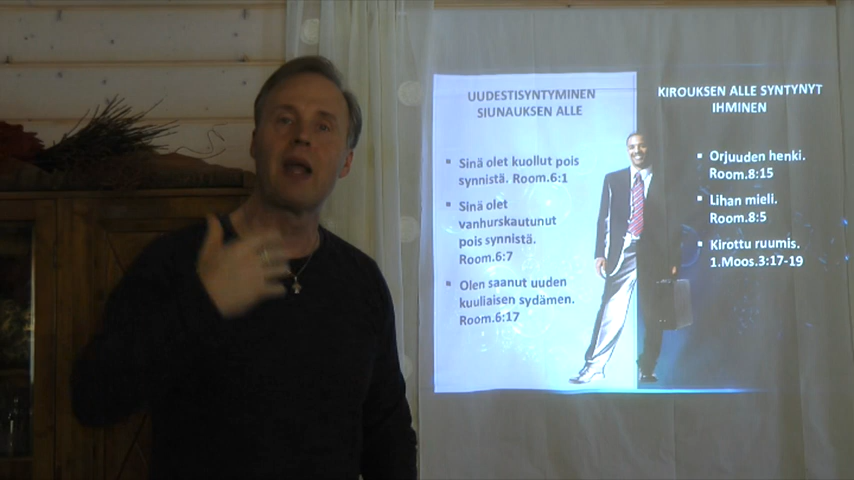 UUDESTISYNTYMINEN
SIUNAUKSEN ALLE
Sinä olet kuollut pois
synnistä. Room.6:1
Sinä olet
vanhurskautunut
pois synnistä.
Room.6:7
Olen saanut uuden
kuuliaisen sydämen.
Room.6:17
KIROUKSEN ALLE SYNTYNYT
IHMINEN
Orjuuden henki.
Room.8:15
Lihan mieli.
Room.8:5
Kirottu ruumis.
1.Moos.3:17-19